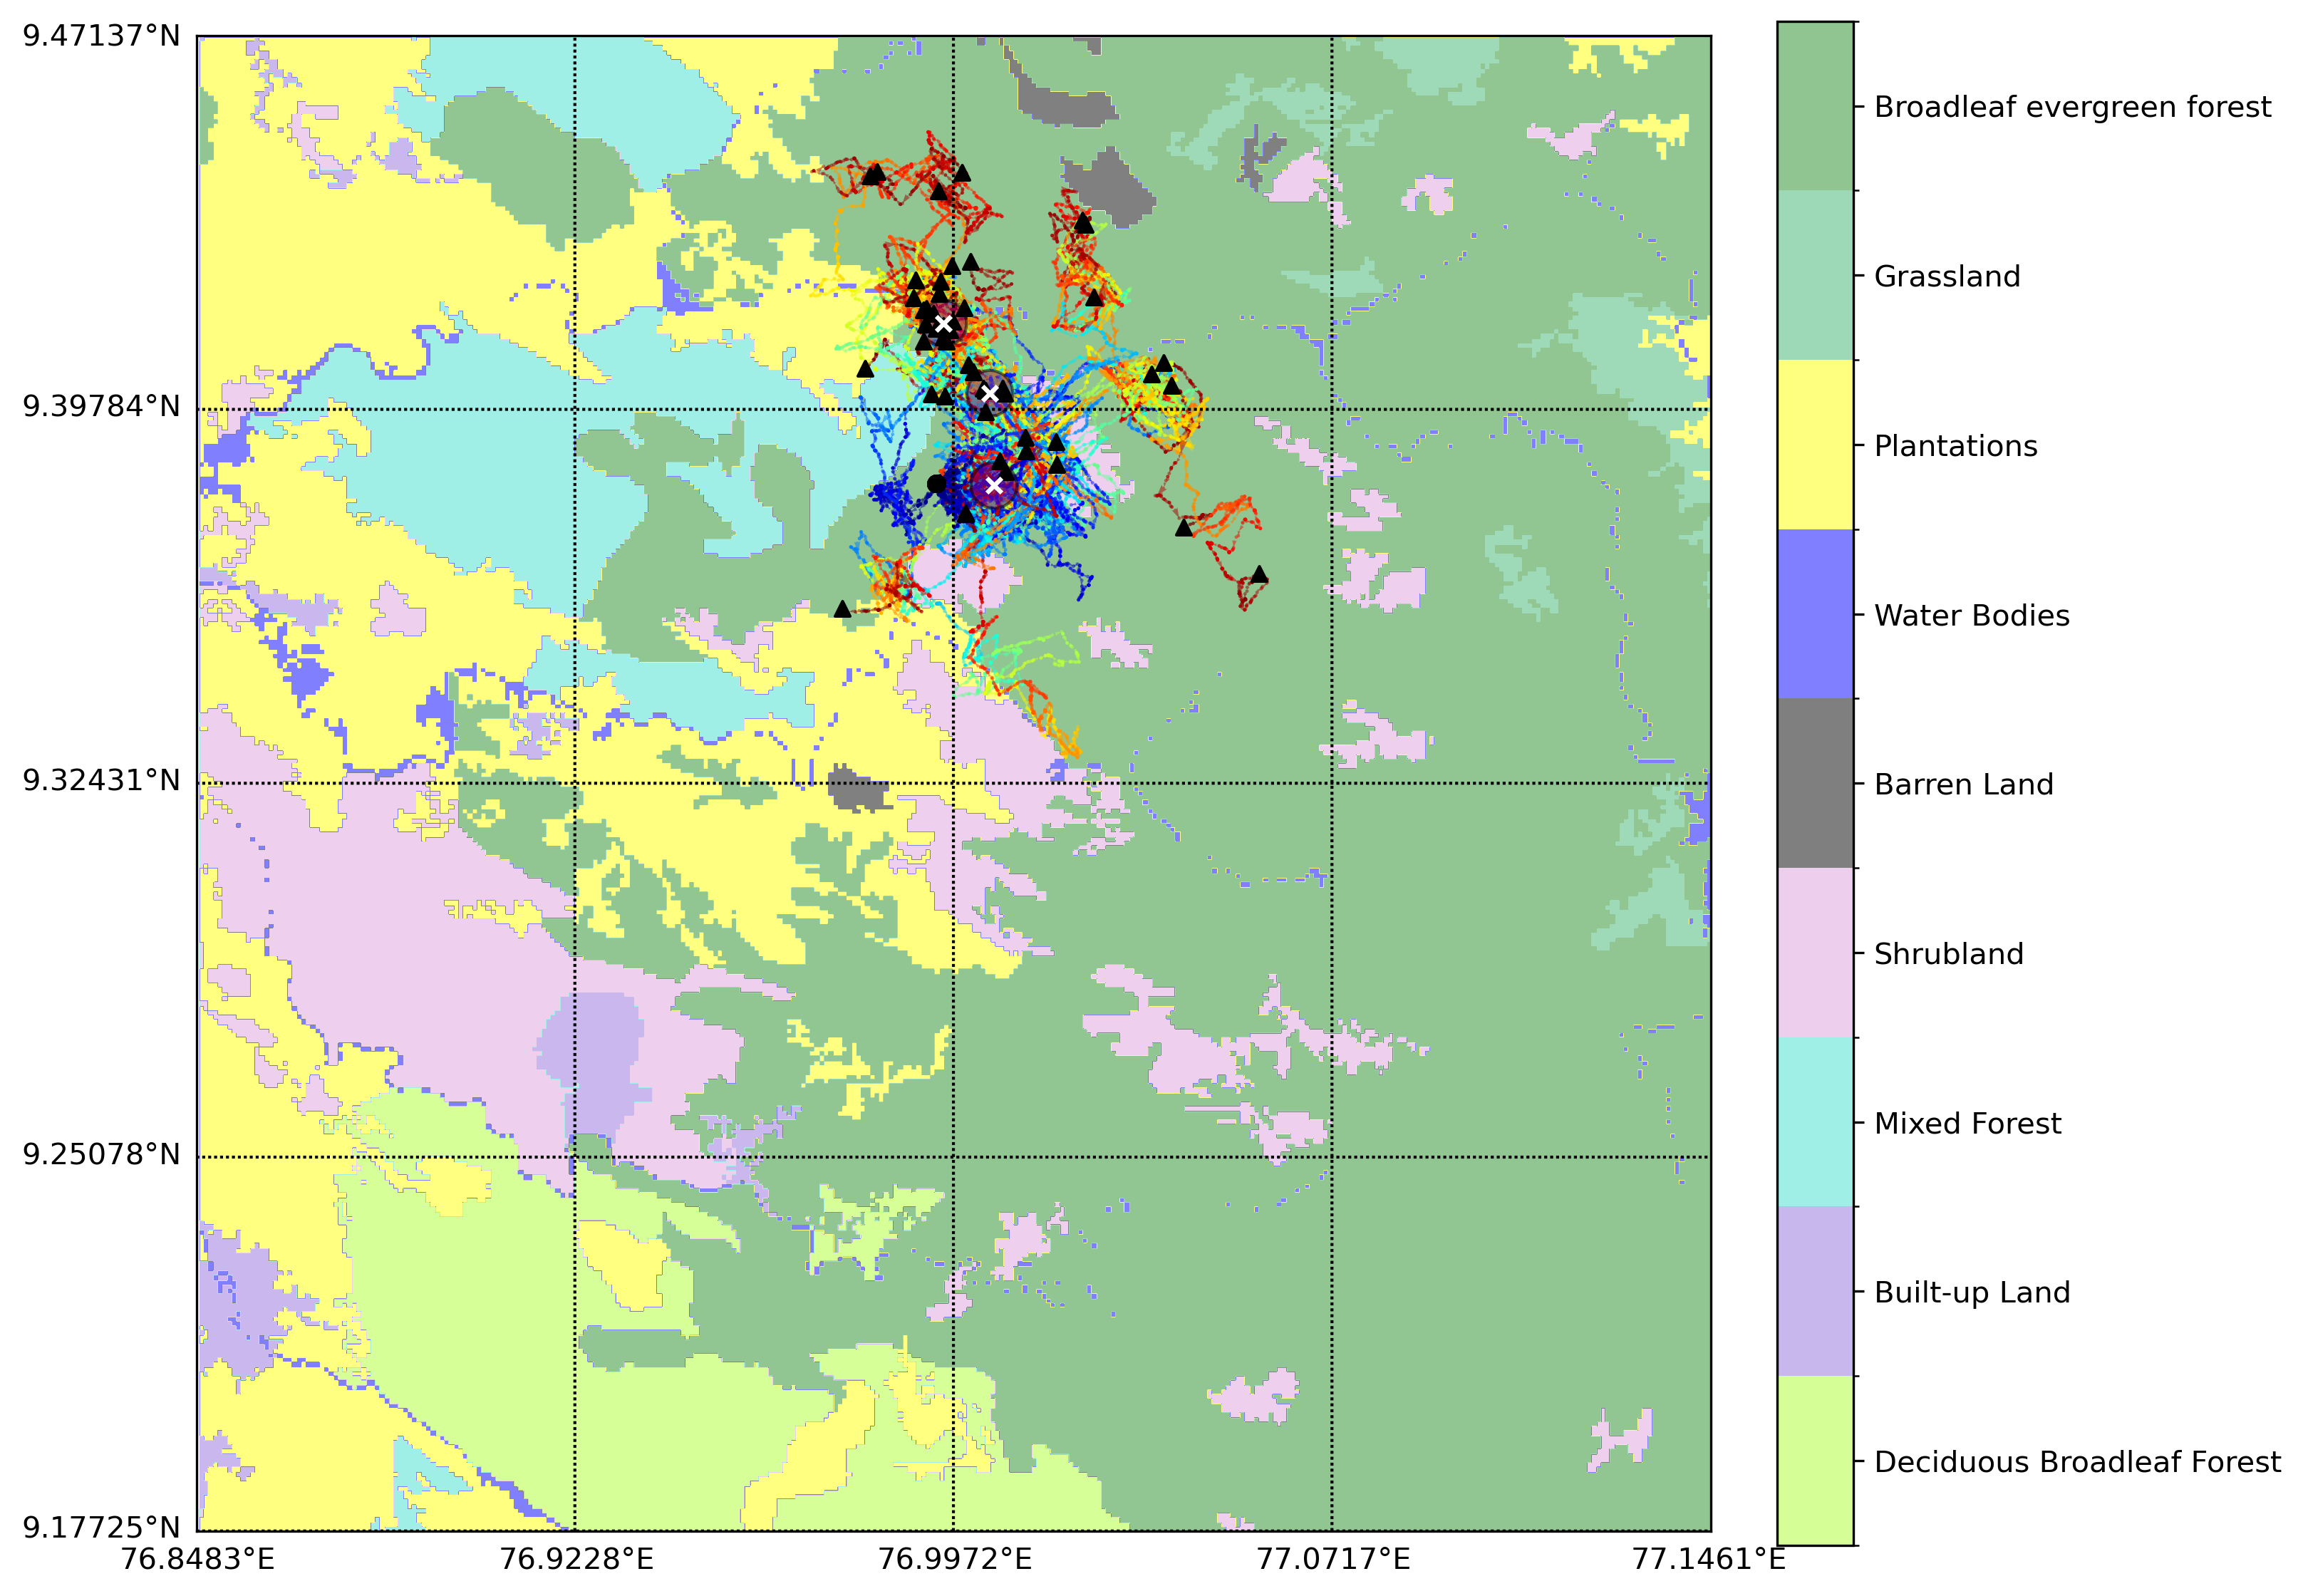 9.47137°N
9.39784°N
9.32431°N
9.25078°N
9.17725°N
76.8483°E
76.9228°E
76.9972°E
77.0717°E
77.1461°E
Broadleaf evergreen forest
Grassland
Plantations
Water Bodies
Barren Land
Shrubland
Mixed Forest
Built-up Land
Deciduous Broadleaf Forest